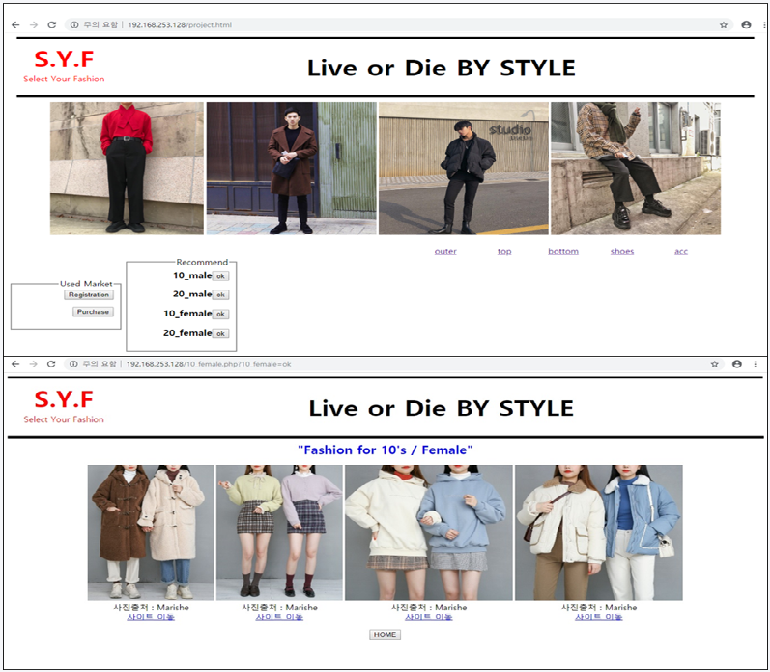 주의 요함 | 192.168.253.128/project.html
S.Y.F
Select Your Fashion
Live or Die BY STYLE
studio
outer top bottom shoes acc
Recommend
10_male ok
Used Market
20_male ok
Registration
10_female ok
Purchase
20_female ok
주의 요함 | 192.168.253.128/10_female.php?10_femae=ok
S.Y.F
Select Your Fashion
Live or Die BY STYLE
"Fashion for 10's / Female"
사진출처 : Marishe 사진출처 : Marishe 사진출처 : Marishe 사진출처 : Marishe
사이트 이동 사이트 이동 사이트 이동 사이트 이동
HOME